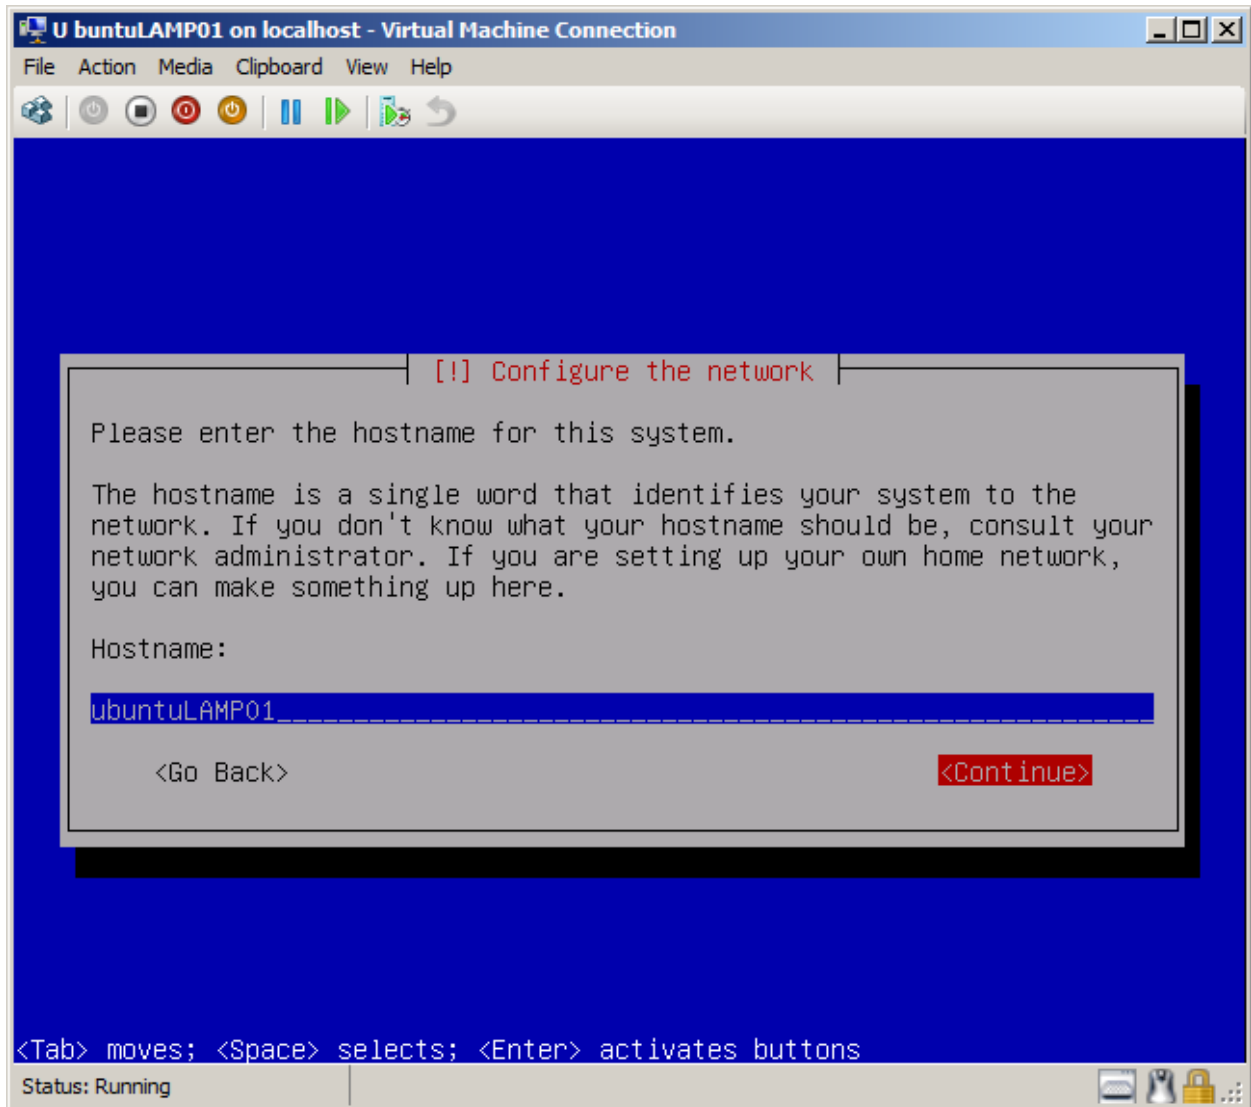 U buntuLAMP01 on localhost - Virtual Machine Connection
File Action Media Clipboard View Help
[!] Configure the network
Please enter the hostname for this system.
The hostname is a single word that identifies your system to the
network. If you don't know what your hostname should be, consult your
network administrator. If you are setting up your own home network,
you can make something up here.
Hostname:
ubuntuLAMP01
<Go Back> <Continue>
<Tab> moves; <Space> selects; <Enter> activates buttons
Status: Running